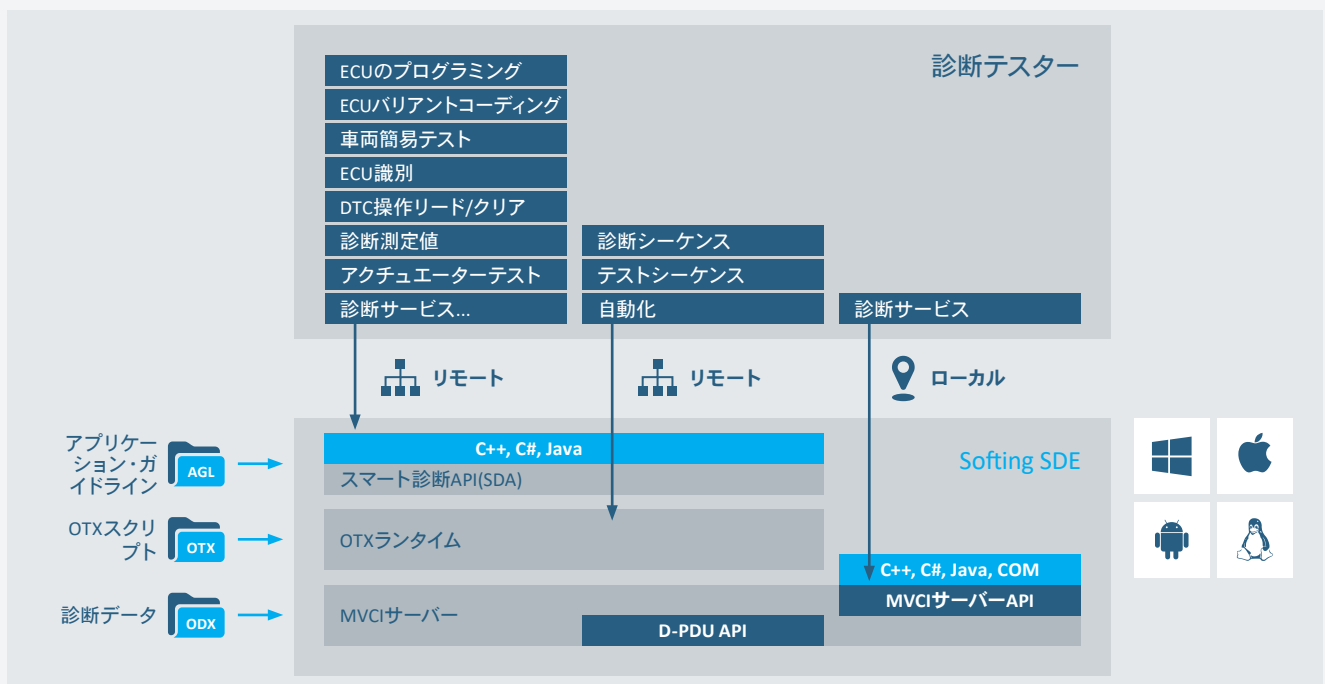 診断テスター
ECUのプログラミング
ECUバリアントコーディング
車両簡易テスト
ECU識別
DTC操作リード/クリア
診断測定値
アクチュエーターテスト
診断サービス...
診断シーケンス
テストシーケンス
自動化
診断サービス
リモート
リモート
ローカル
アプリケー
ション・ガ
イドライン
AGL
OTXスクリ
プト
OTX
診断データ
ODX
Softing SDE
C++, C#, Java
スマート診断API(SDA)
OTXランタイム
C++, C#, Java, COM
MVCIサーバーAPI
MVCIサーバー
D-PDU API